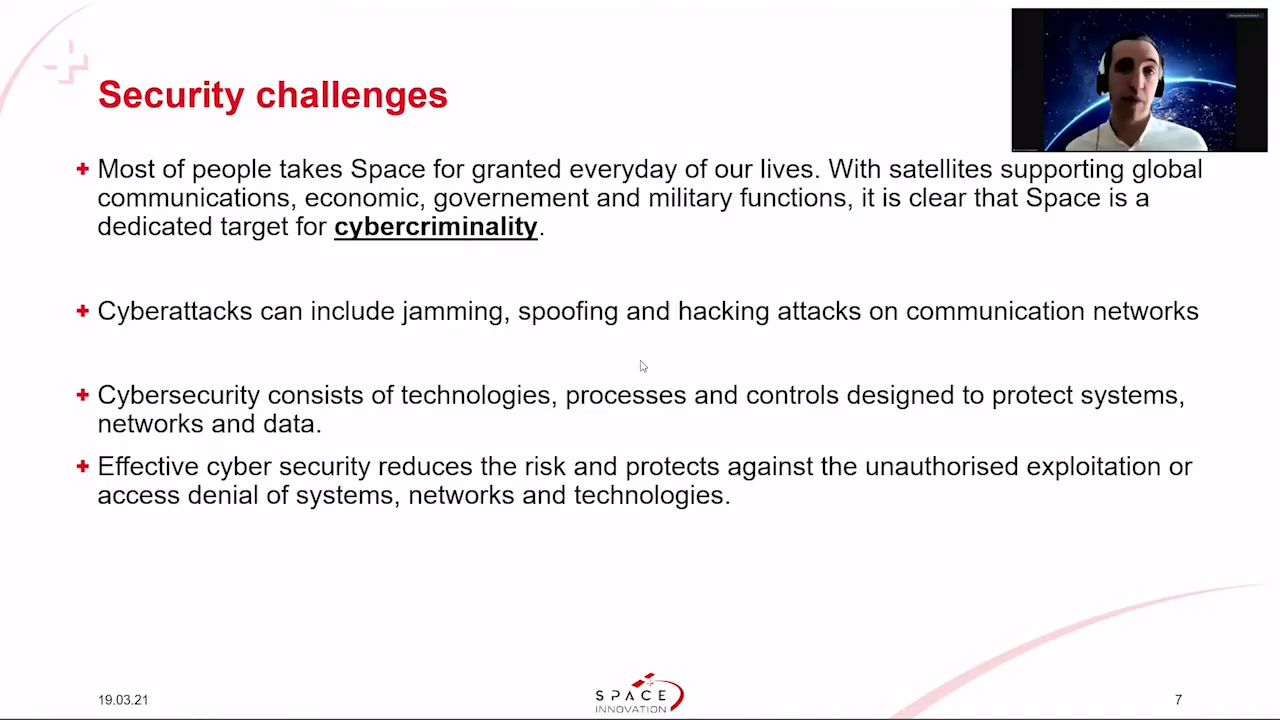 Security challenges
Most of people takes Space for granted everyday of our lives. With satellites supporting global
communications, economic, governement and military functions, it is clear that Space is a
dedicated target for cybercriminality.
Cyberattacks can include jamming, spoofing and hacking attacks on communication networks
Cybersecurity consists of technologies, processes and controls designed to protect systems,
networks and data.
Effective cyber security reduces the risk and protects against the unauthorised exploitation or
access denial of systems, networks and technologies.
19.03.21
SPACE
INNOVATION
7